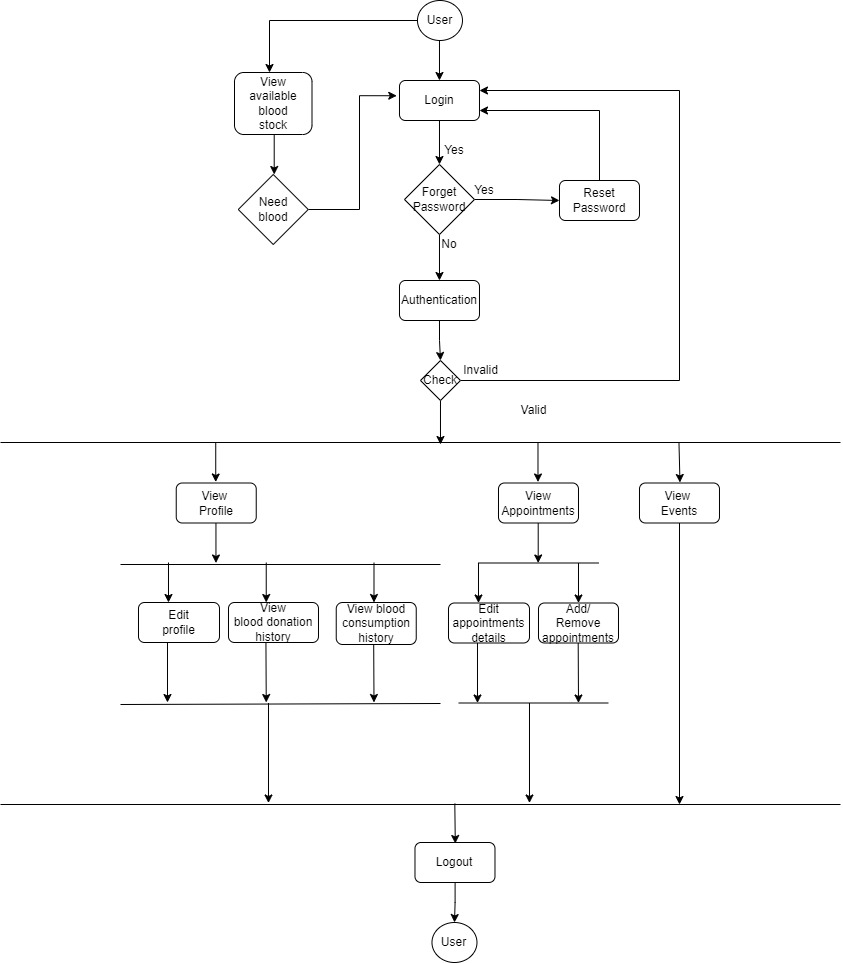 User
View
available
blood
stock
Login
Yes
Need
blood
Forget
Password
Yes
Reset
Password
No
Authentication
Check
Invalid
Valid
View
Profile
View
Appointments
View
Events
Edit
profile
View
blood donation
history
View blood
consumption
history
Edit
appointments
details
Add/
Remove
appointments
Logout
User